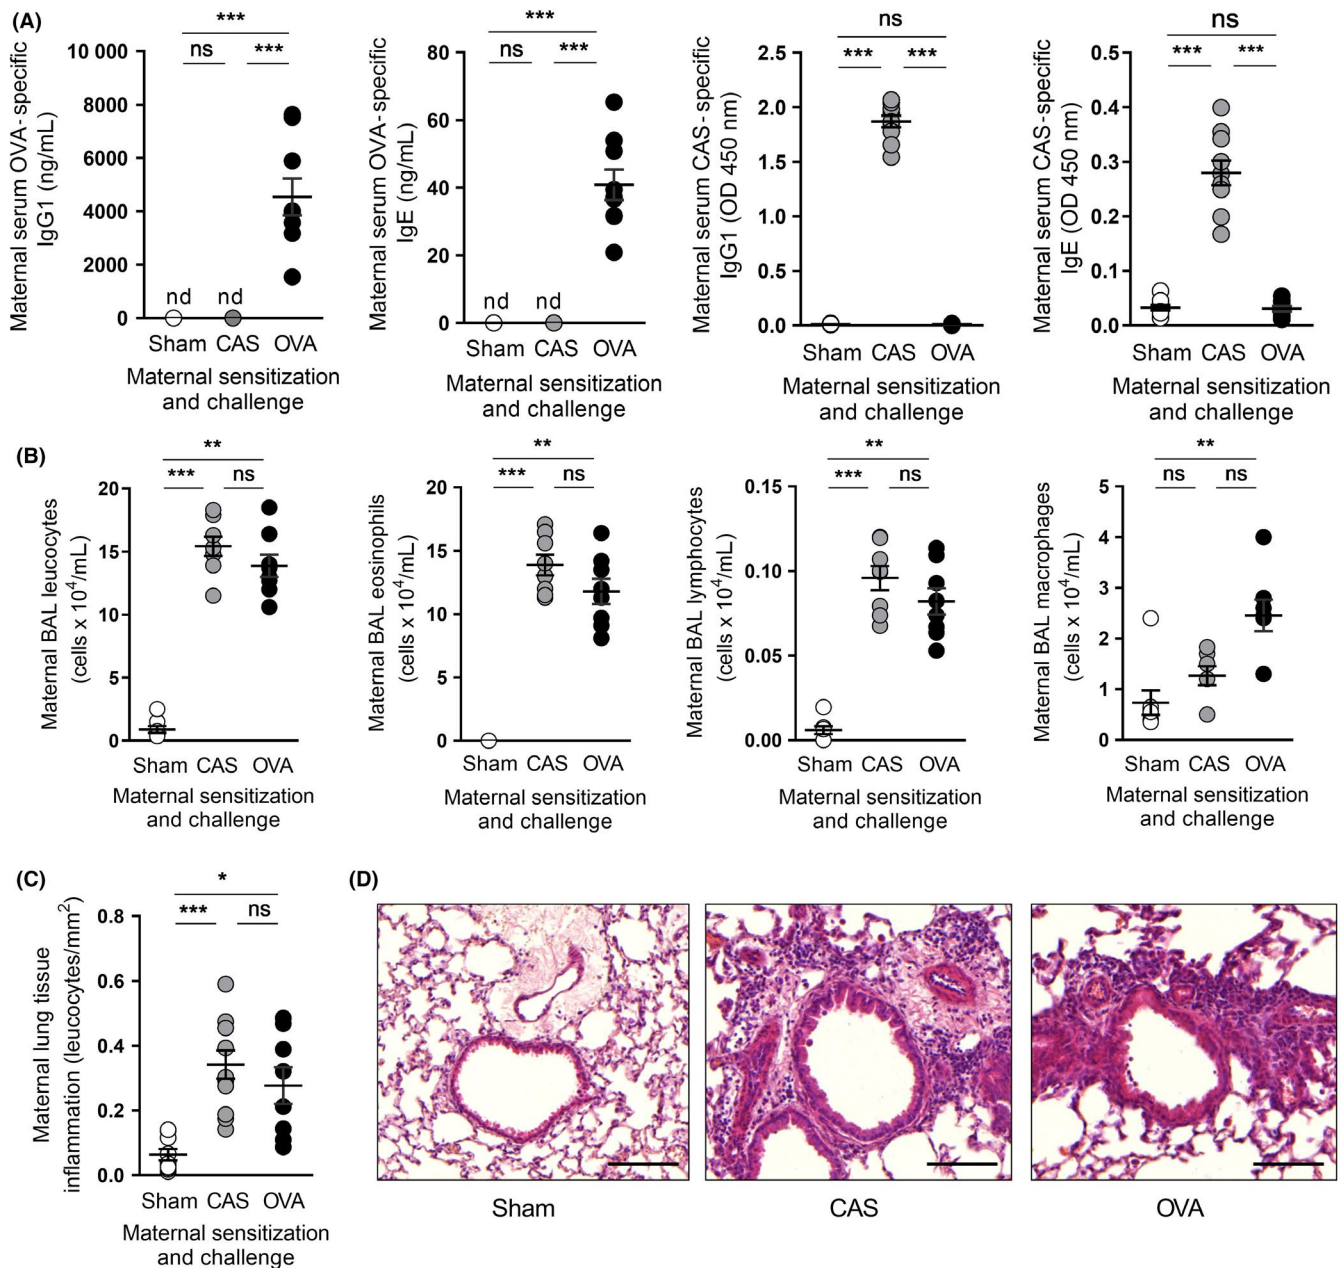 (A)
***
ns
***
Maternal serum OVA-specific
IgG1 (ng/mL)
10 000
8000
6000
4000
2000
0
nd
nd
Sham
CAS
OVA
Maternal sensitization
and challenge
***
ns
***
Maternal serum OVA-specific
IgE (ng/mL)
80
60
40
20
0
nd
nd
Sham
CAS
OVA
Maternal sensitization
and challenge
ns
***
***
Maternal serum CAS-specific
IgG1 (OD 450 nm)
2.5
2.0
1.5
1.0
0.5
0.0
Sham
CAS
OVA
Maternal sensitization
and challenge
ns
***
***
Maternal serum CAS-specific
IgE (OD 450 nm)
0.5
0.4
0.3
0.2
0.1
0.0
Sham
CAS
OVA
Maternal sensitization
and challenge
(B)
**
***
ns
Maternal BAL leucocytes
(cells x 10⁴/mL)
20
15
10
5
0
Sham
CAS
OVA
Maternal sensitization
and challenge
**
***
ns
Maternal BAL eosinophils
(cells x 10⁴/mL)
20
15
10
5
0
Sham
CAS
OVA
Maternal sensitization
and challenge
**
***
ns
Maternal BAL lymphocytes
(cells x 10⁴/mL)
0.15
0.10
0.05
0.00
Sham
CAS
OVA
Maternal sensitization
and challenge
**
ns
ns
Maternal BAL macrophages
(cells x 10⁴/mL)
5
4
3
2
1
0
Sham
CAS
OVA
Maternal sensitization
and challenge
(C)
*
***
ns
Maternal lung tissue
inflammation (leucocytes/mm²)
0.8
0.6
0.4
0.2
0.0
Sham
CAS
OVA
Maternal sensitization
and challenge
(D)
Sham
CAS
OVA